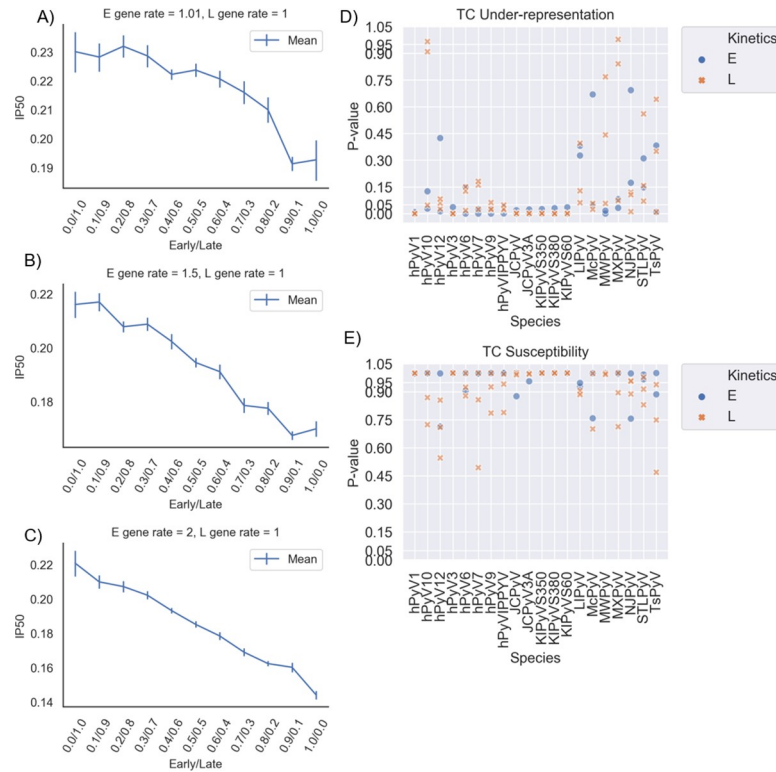 A)
E gene rate = 1.01, L gene rate = 1
Mean
IP50
0.23
0.22
0.21
0.20
0.19
0.0/1.0
0.1/0.9
0.2/0.8
0.3/0.7
0.4/0.6
0.5/0.5
0.6/0.4
0.7/0.3
0.8/0.2
0.9/0.1
1.0/0.0
Early/Late
B)
E gene rate = 1.5, L gene rate = 1
Mean
IP50
0.22
0.20
0.18
0.0/1.0
0.1/0.9
0.2/0.8
0.3/0.7
0.4/0.6
0.5/0.5
0.6/0.4
0.7/0.3
0.8/0.2
0.9/0.1
1.0/0.0
Early/Late
C)
E gene rate = 2, L gene rate = 1
Mean
IP50
0.22
0.20
0.18
0.16
0.14
0.0/1.0
0.1/0.9
0.2/0.8
0.3/0.7
0.4/0.6
0.5/0.5
0.6/0.4
0.7/0.3
0.8/0.2
0.9/0.1
1.0/0.0
Early/Late
D)
TC Under-representation
Kinetics
E
L
P-value
1.05
0.95
0.90
0.75
0.60
0.45
0.30
0.15
0.05
0.00
hPyV1
hPyV10
hPyV12
hPyV3
hPyV6
hPyV7
hPyV9
hPyVIPPYV
JCPyV
JCPyV3A
KIPyVS350
KIPyVS380
KIPyVS60
LIPyV
McPyV
MWPyV
MXPyV
NJPyV
STLPyV
TsPyV
Species
E)
TC Susceptibility
Kinetics
E
L
P-value
1.05
0.95
0.90
0.75
0.60
0.45
0.30
0.15
0.05
0.00
hPyV1
hPyV10
hPyV12
hPyV3
hPyV6
hPyV7
hPyV9
hPyVIPPYV
JCPyV
JCPyV3A
KIPyVS350
KIPyVS380
KIPyVS60
LIPyV
McPyV
MWPyV
MXPyV
NJPyV
STLPyV
TsPyV
Species